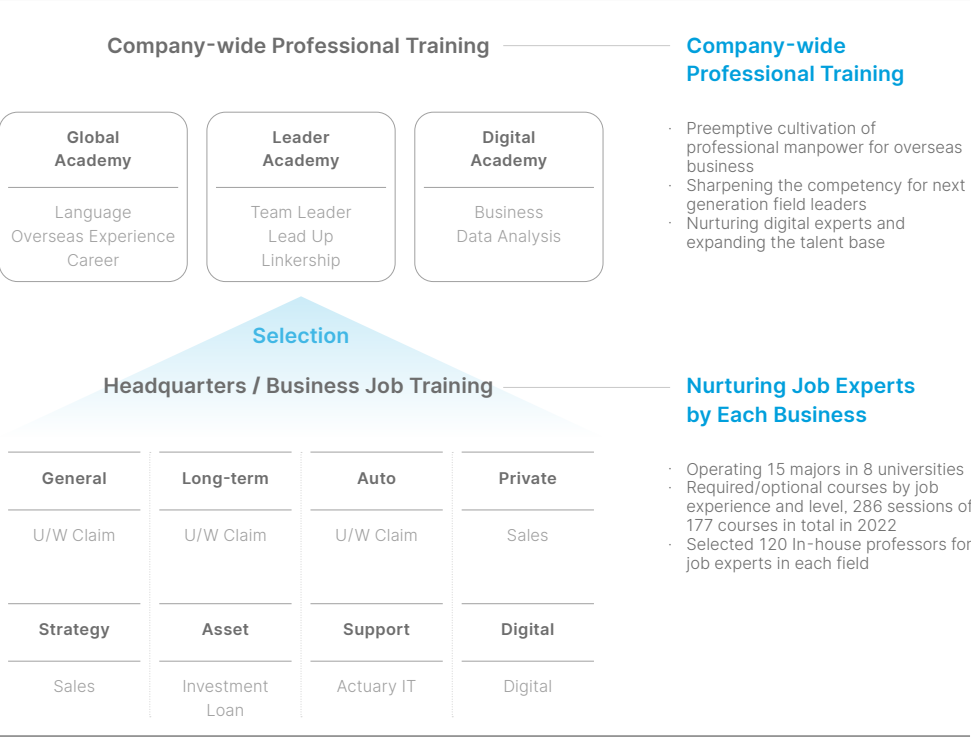 Company-wide Professional Training
Company-wide
Professional Training
Global
Academy
Language
Overseas Experience
Career
Leader
Academy
Team Leader
Lead Up
Linkership
Digital
Academy
Business
Data Analysis
· Preemptive cultivation of
professional manpower for overseas
business
· Sharpening the competency for next
generation field leaders
· Nurturing digital experts and
expanding the talent base
Selection
Headquarters / Business Job Training
Nurturing Job Experts
by Each Business
General
U/W Claim
Long-term
U/W Claim
Auto
U/W Claim
Private
Sales
Strategy
Sales
Asset
Investment
Loan
Support
Actuary IT
Digital
Digital
· Operating 15 majors in 8 universities
· Required/optional courses by job
experience and level, 286 sessions of
177 courses in total in 2022
· Selected 120 In-house professors for
job experts in each field